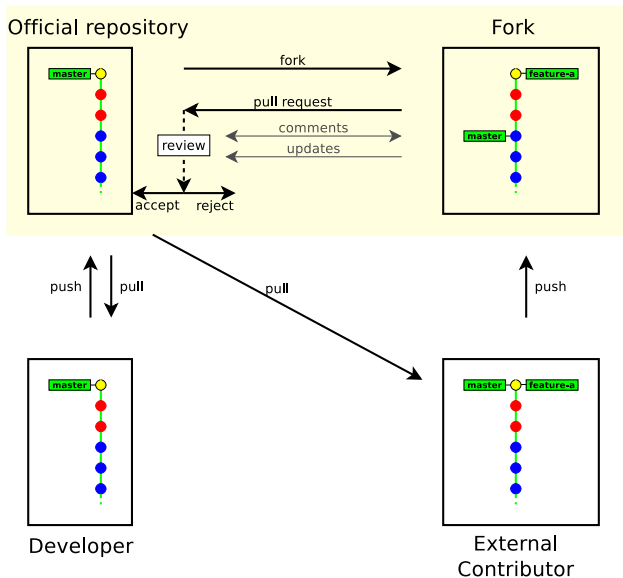 Official repository
Fork
master
fork
feature-a
pull request
comments
master
review
updates
accept
reject
push
pull
pull
push
master
master
feature-a
Developer
External
Contributor